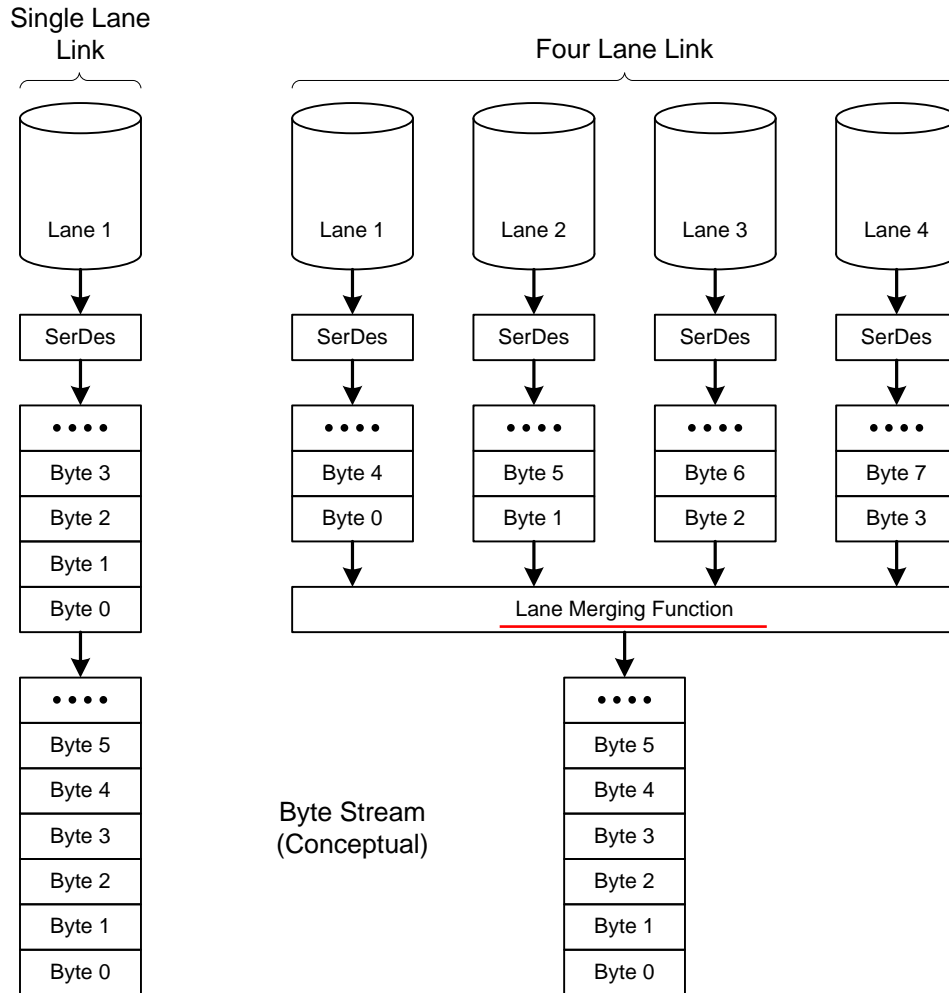 Single Lane
Link
Four Lane Link
Lane 1
Lane 1
Lane 2
Lane 3
Lane 4
SerDes
SerDes
SerDes
SerDes
SerDes
••••
••••
••••
••••
••••
Byte 3
Byte 4
Byte 5
Byte 6
Byte 7
Byte 2
Byte 0
Byte 1
Byte 2
Byte 3
Byte 1
Byte 0
Lane Merging Function
••••
••••
Byte 5
Byte 5
Byte 4
Byte 4
Byte Stream
(Conceptual)
Byte 3
Byte 3
Byte 2
Byte 2
Byte 1
Byte 1
Byte 0
Byte 0